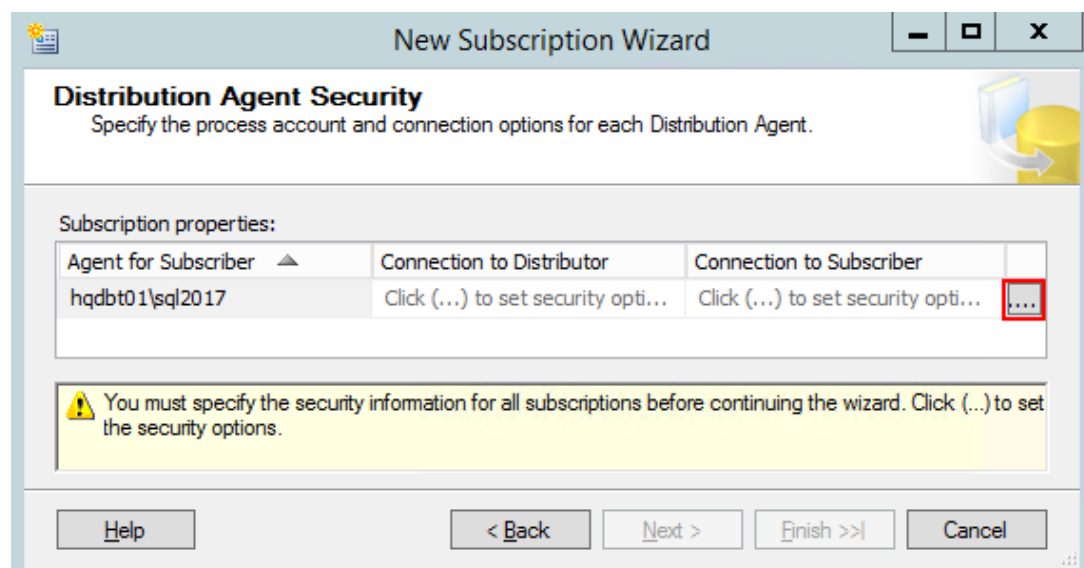 New Subscription Wizard
Distribution Agent Security
Specify the process account and connection options for each Distribution Agent.
Subscription properties:
Agent for Subscriber Connection to Distributor Connection to Subscriber
hqdbt01\sql2017 Click (...) to set security opti... Click (...) to set security opti... ....
You must specify the security information for all subscriptions before continuing the wizard. Click (...) to set
the security options.
Help < Back Next > Finish >>| Cancel